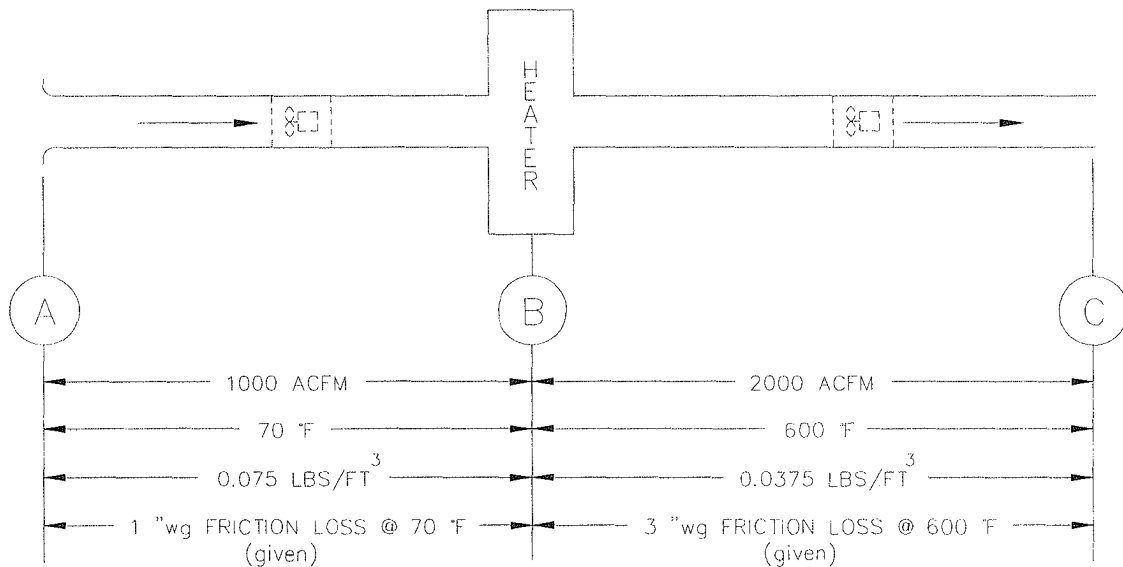 HEATER
A
B
C
1000 ACFM
2000 ACFM
70 °F
600 °F
0.075 LBS/FT³
0.0375 LBS/FT³
1 "wg FRICTION LOSS @ 70 °F
(given)
3 "wg FRICTION LOSS @ 600 °F
(given)